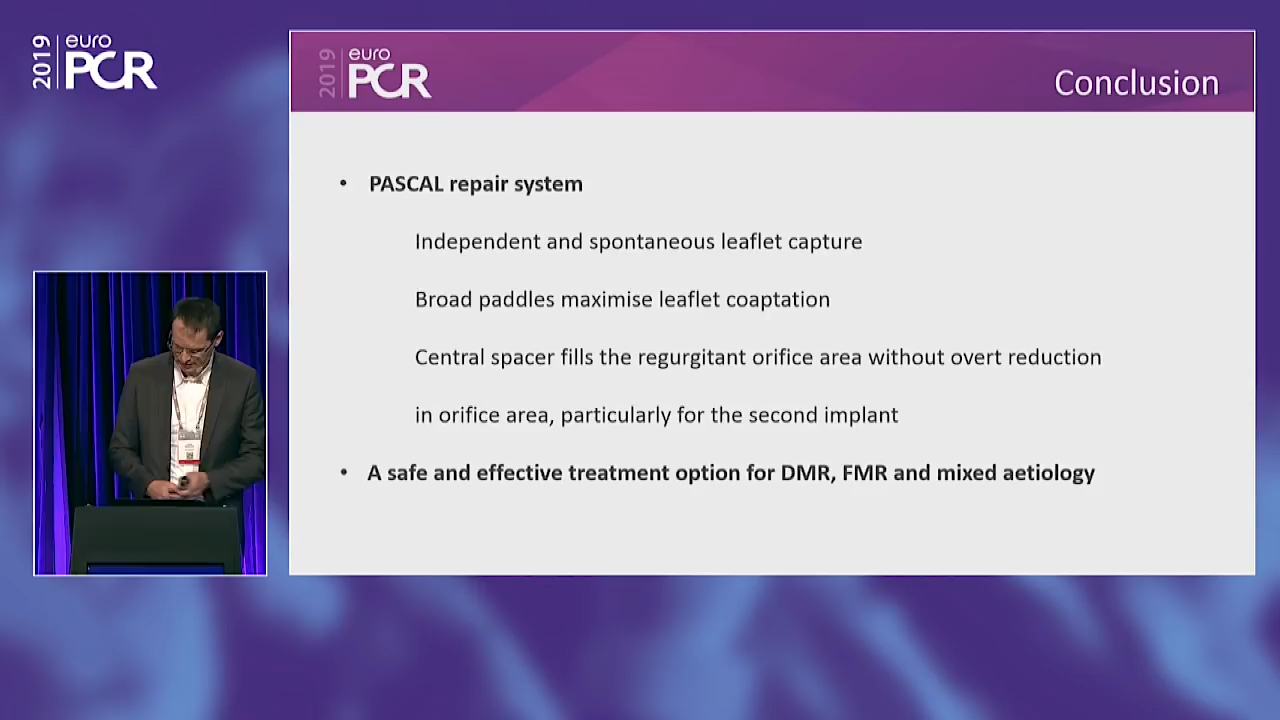 2019
euro
PCR
2019
euro
PCR
Conclusion
• PASCAL repair system
Independent and spontaneous leaflet capture
Broad paddles maximise leaflet coaptation
Central spacer fills the regurgitant orifice area without overt reduction
in orifice area, particularly for the second implant
• A safe and effective treatment option for DMR, FMR and mixed aetiology